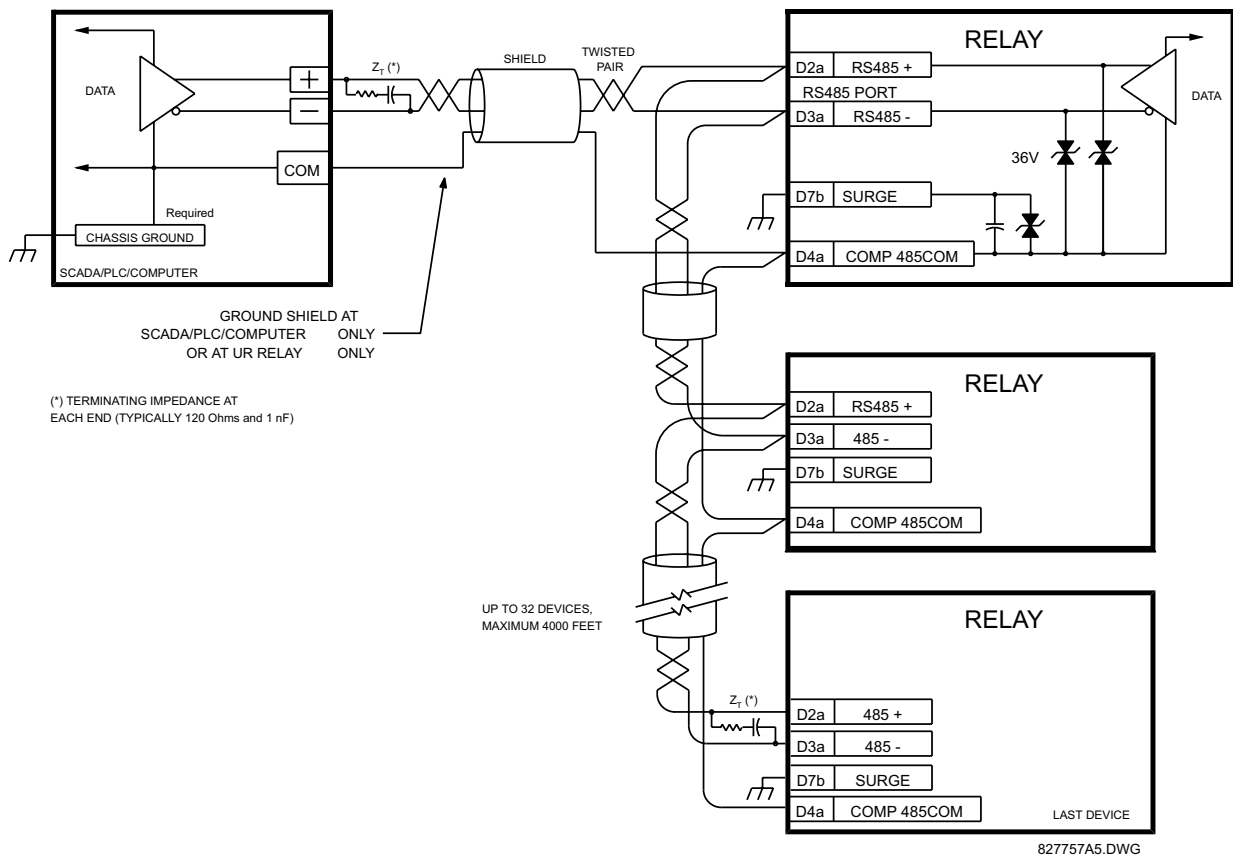 DATA
+
−
COM
Required
CHASSIS GROUND
SCADA/PLC/COMPUTER
Z_T (*)
SHIELD
TWISTED
PAIR
GROUND SHIELD AT
SCADA/PLC/COMPUTER ONLY
OR AT UR RELAY ONLY
(*) TERMINATING IMPEDANCE AT
EACH END (TYPICALLY 120 Ohms and 1 nF)
RELAY
D2a RS485 +
RS485 PORT
D3a RS485 -
DATA
36V
D7b SURGE
D4a COMP 485COM
RELAY
D2a RS485 +
D3a 485 -
D7b SURGE
D4a COMP 485COM
UP TO 32 DEVICES,
MAXIMUM 4000 FEET
Z_T (*)
RELAY
D2a 485 +
D3a 485 -
D7b SURGE
D4a COMP 485COM
LAST DEVICE
827757A5.DWG